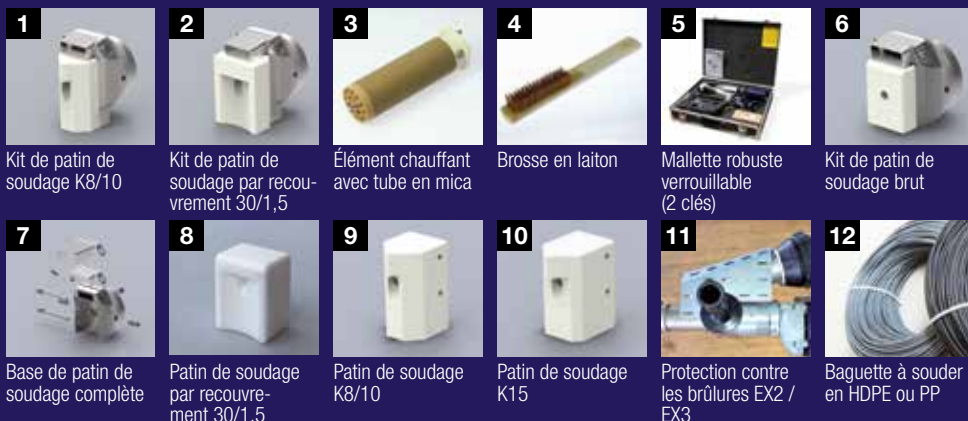 1
Kit de patin de
soudage K8/10
2
Kit de patin de
soudage par recou-
vrement 30/1,5
3
Élément chauffant
avec tube en mica
4
Brosse en laiton
5
Mallette robuste
verrouillable
(2 clés)
6
Kit de patin de
soudage brut
7
Base de patin de
soudage complète
8
Patin de soudage
par recouvre-
ment 30/1,5
9
Patin de soudage
K8/10
10
Patin de soudage
K15
11
Protection contre
les brûlures EX2 /
EX3
12
Baguette à souder
en HDPE ou PP